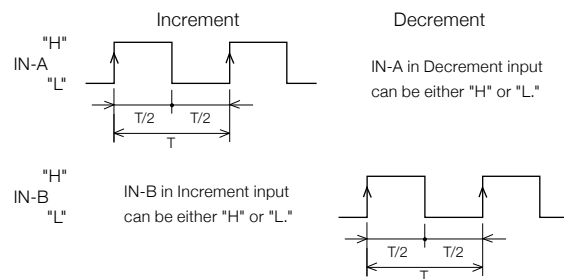 Increment
Decrement
"H"
IN-A
"L"
T/2
T/2
T
IN-A in Decrement input
can be either "H" or "L."
"H"
IN-B
"L"
IN-B in Increment input
can be either "H" or "L."
T/2
T/2
T